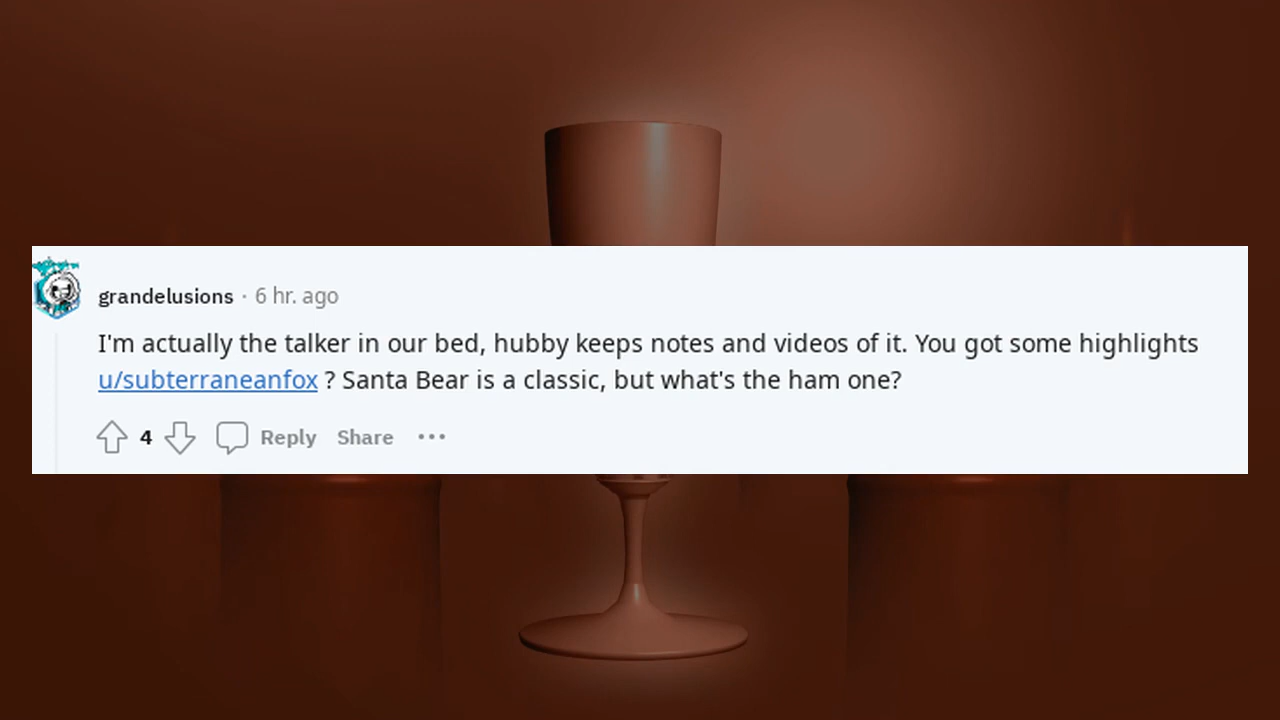 grandelusions · 6 hr. ago
I'm actually the talker in our bed, hubby keeps notes and videos of it. You got some highlights
u/subterraneanfox ? Santa Bear is a classic, but what's the ham one?
4 Reply Share •••